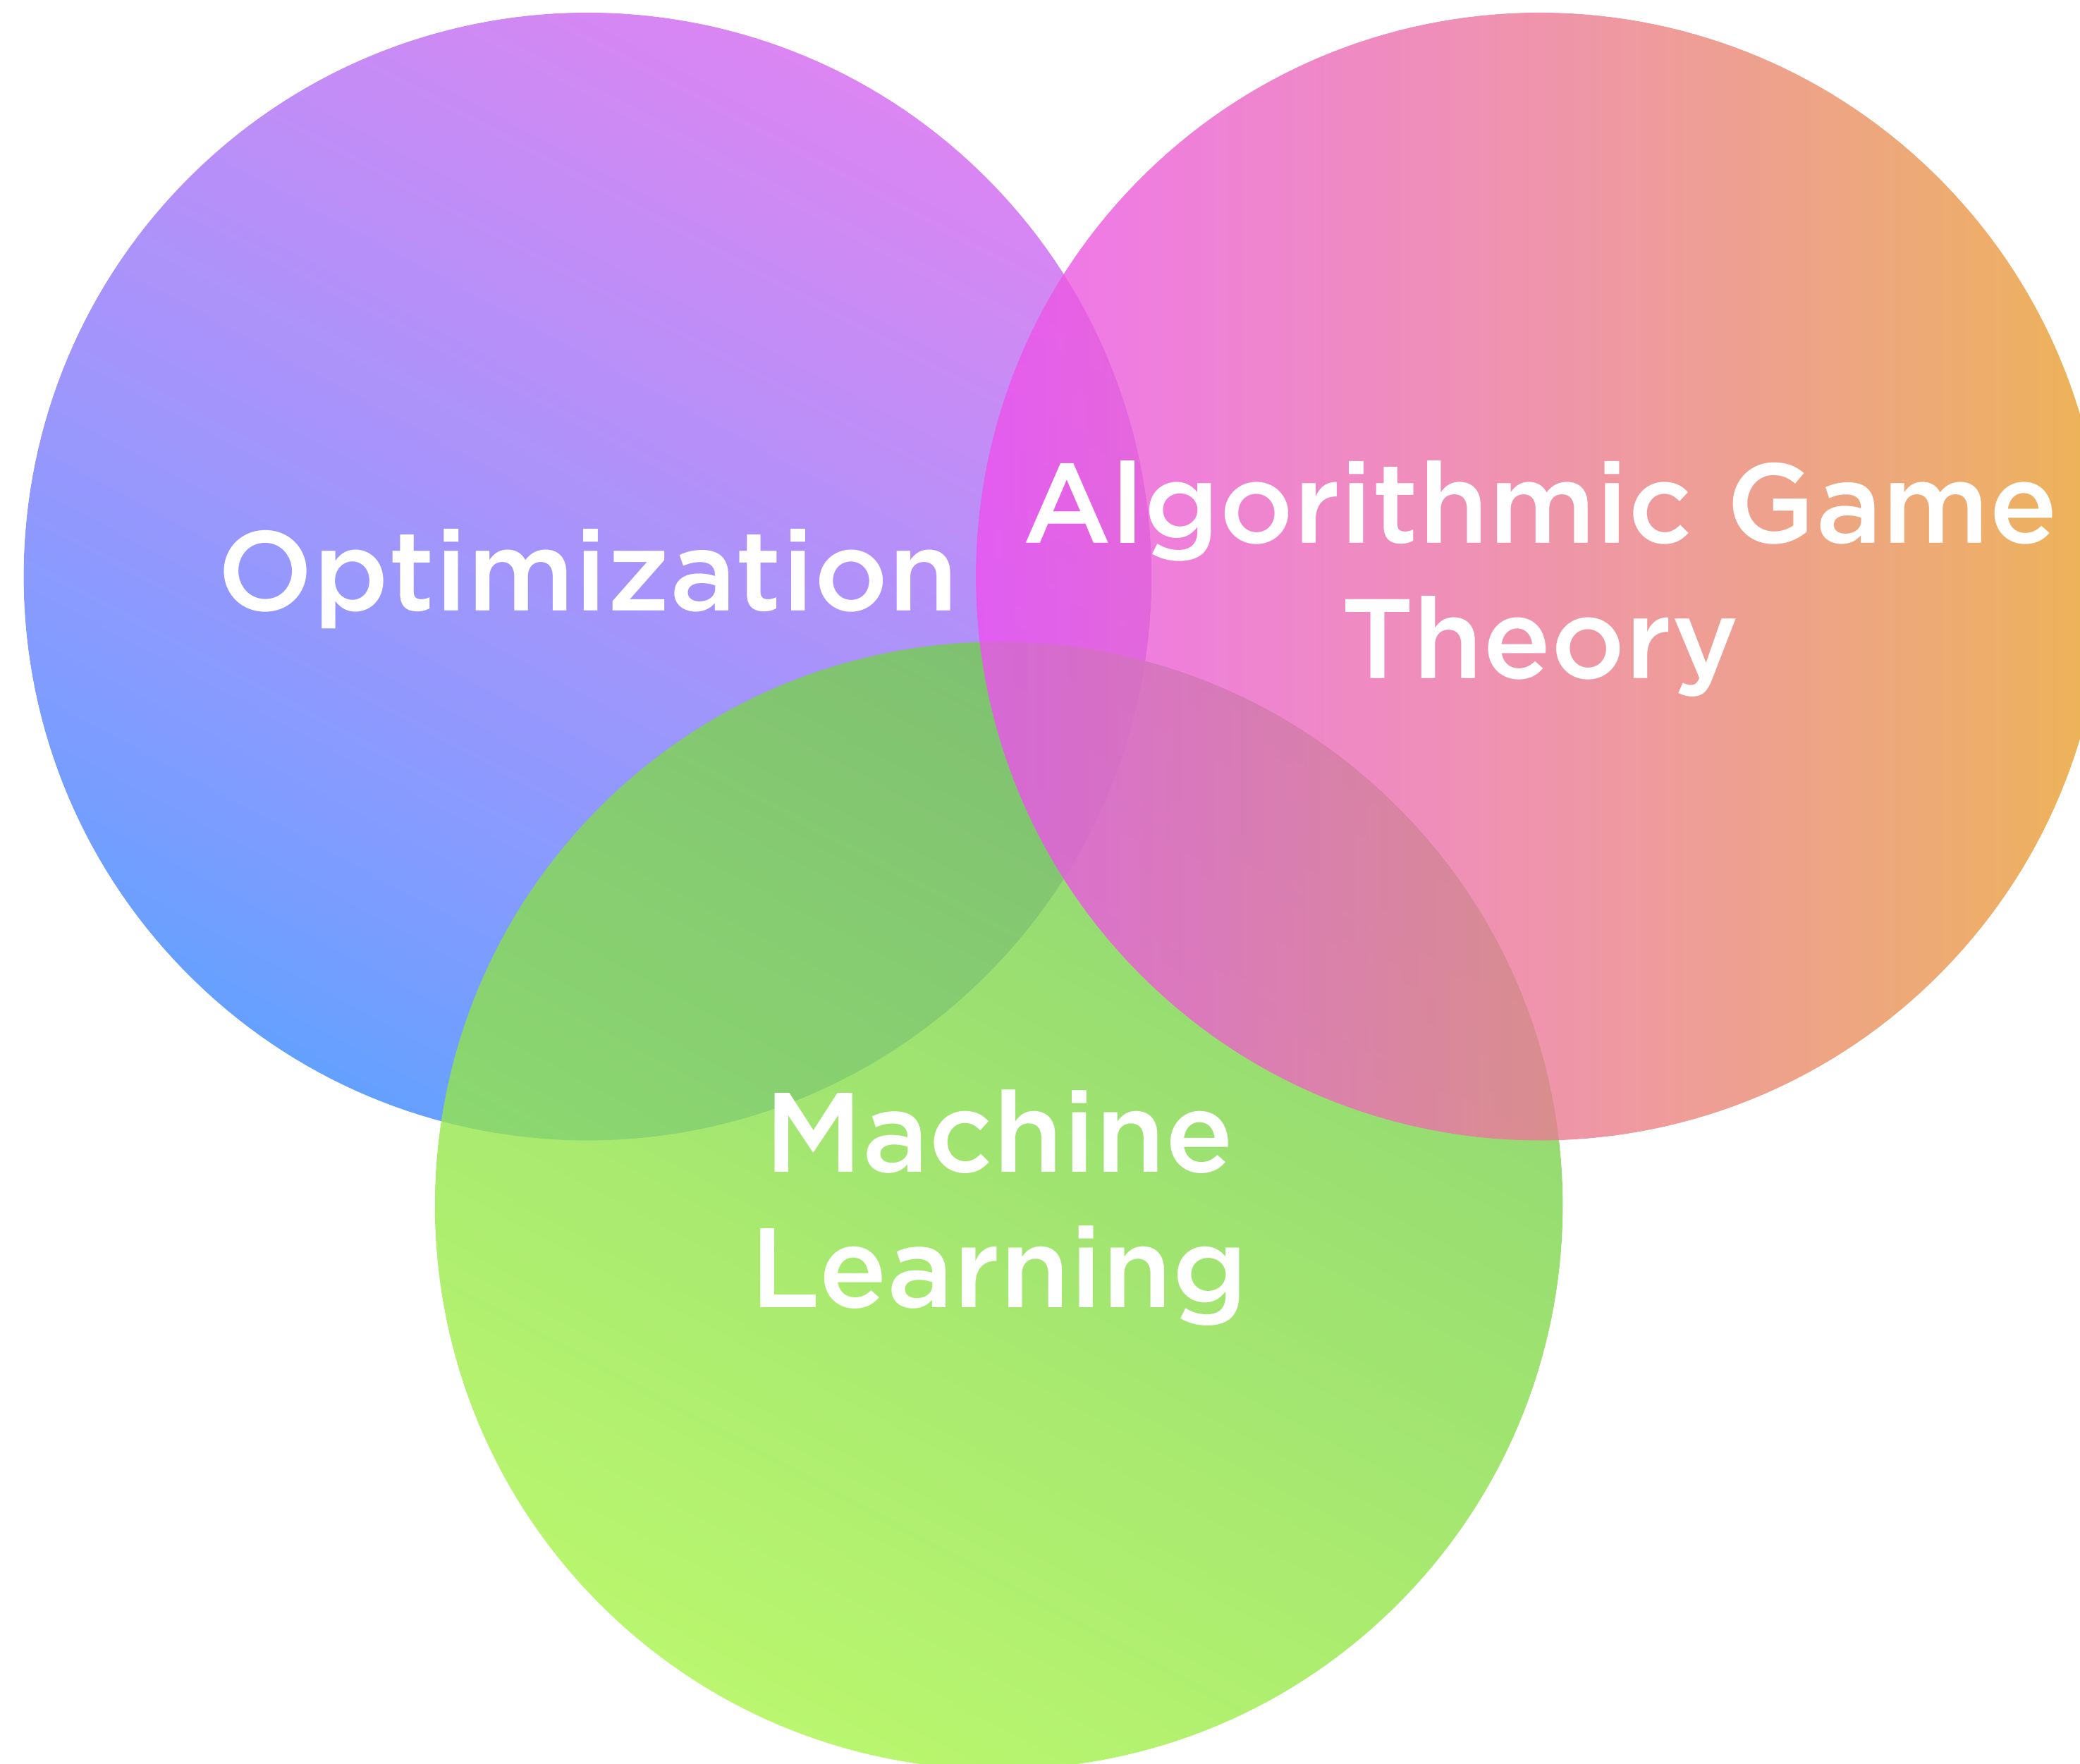 Optimization
Algorithmic Game
Theory
Machine
Learning